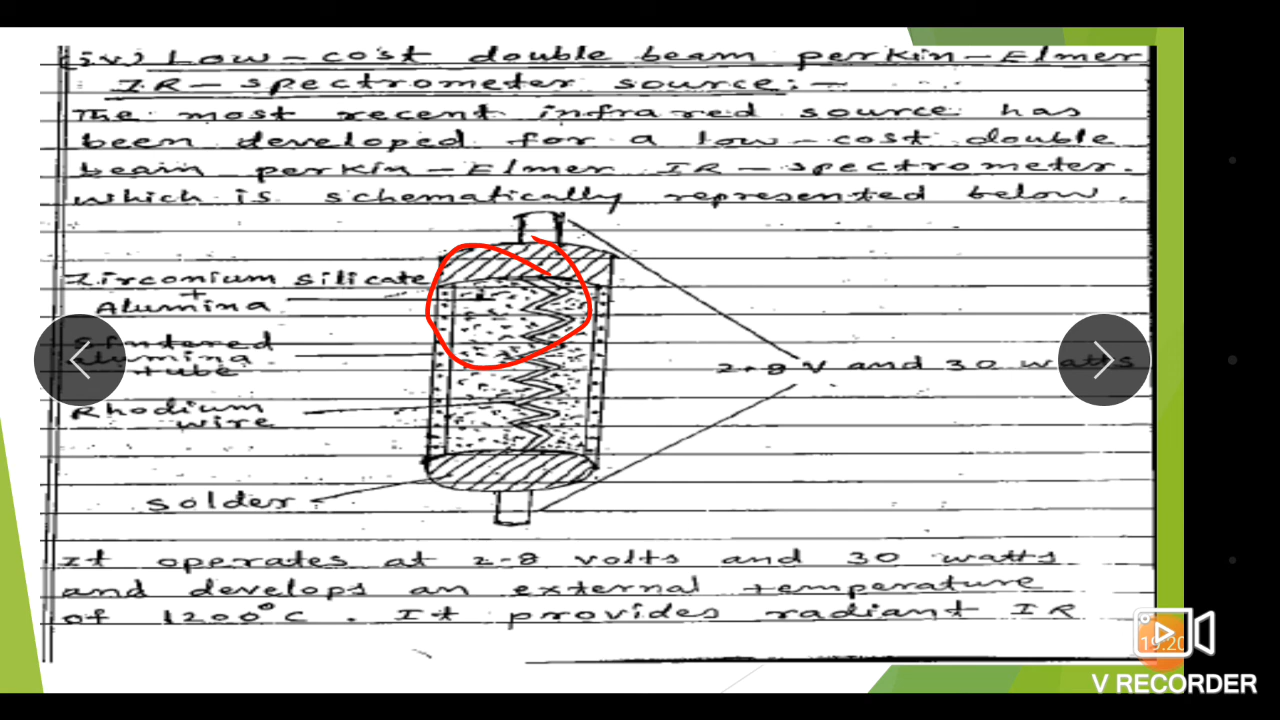 (iv) Low-cost double beam perkin-Elmer
IR-spectrometer source:-
The most recent infrared source has
been developed for a low-cost double
beam perkin-Elmer IR-spectrometer.
which is schematically represented below.
Zirconium silicate
+
Alumina
Sintered
alumina
tube
Rhodium
wire
solder
2.8 V and 30 watts
It operates at 2-8 volts and 30 watts
and develops an external temperature
of 1200°C. It provides radiant IR
19:20
V RECORDER